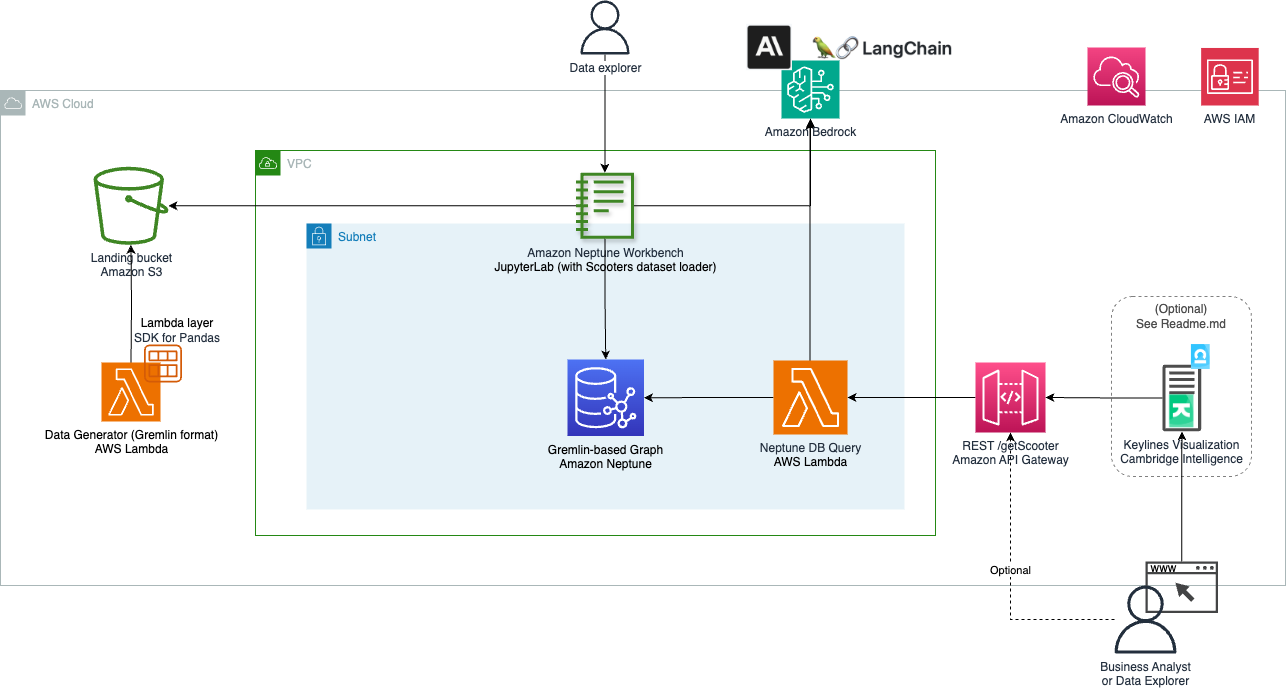 Data explorer
LangChain
Amazon Bedrock
Amazon CloudWatch
AWS IAM
AWS Cloud
VPC
Subnet
Landing bucket
Amazon S3
Amazon Neptune Workbench
JupyterLab (with Scooters dataset loader)
Lambda layer
SDK for Pandas
Data Generator (Gremlin format)
AWS Lambda
Gremlin-based Graph
Amazon Neptune
Neptune DB Query
AWS Lambda
</>
REST /getScooter
Amazon API Gateway
(Optional)
See Readme.md
CI
K
Keylines Visualization
Cambridge Intelligence
Optional
WWW
Business Analyst
or Data Explorer